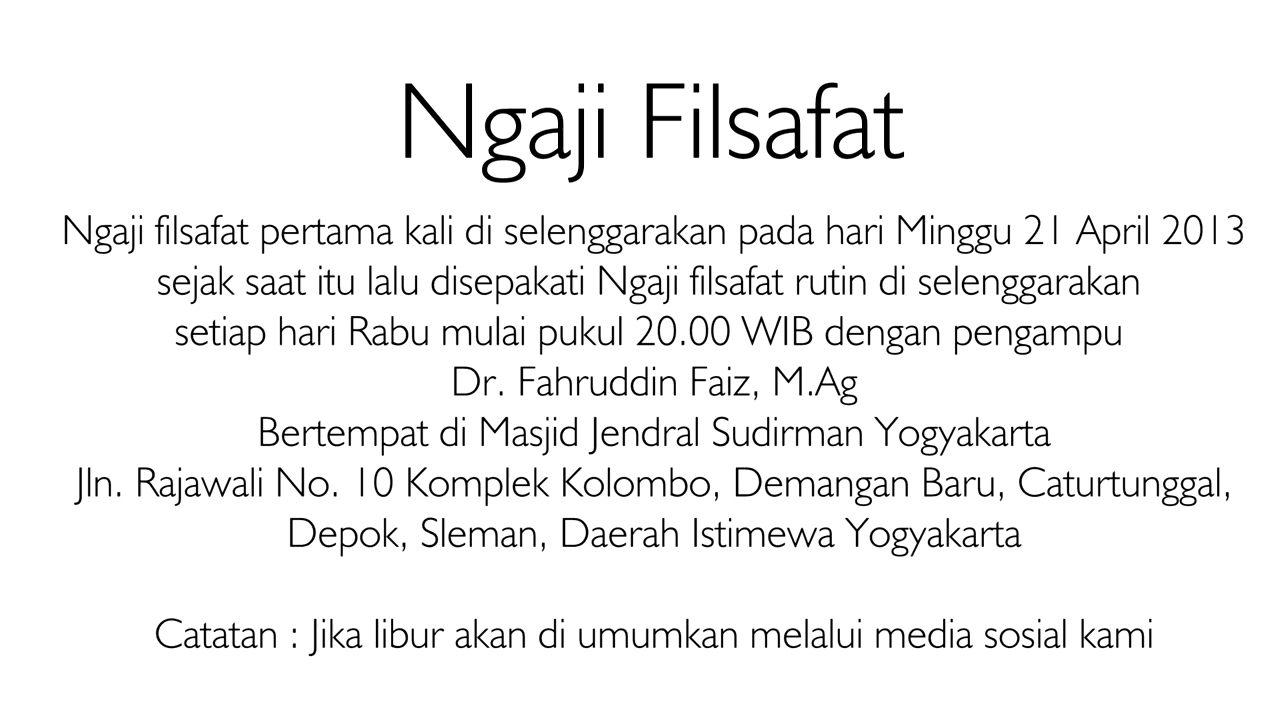 Ngaji Filsafat
Ngaji filsafat pertama kali di selenggarakan pada hari Minggu 21 April 2013
sejak saat itu lalu disepakati Ngaji filsafat rutin di selenggarakan
setiap hari Rabu mulai pukul 20.00 WIB dengan pengampu
Dr. Fahruddin Faiz, M.Ag
Bertempat di Masjid Jendral Sudirman Yogyakarta
Jln. Rajawali No. 10 Komplek Kolombo, Demangan Baru, Caturtunggal,
Depok, Sleman, Daerah Istimewa Yogyakarta
Catatan : Jika libur akan di umumkan melalui media sosial kami